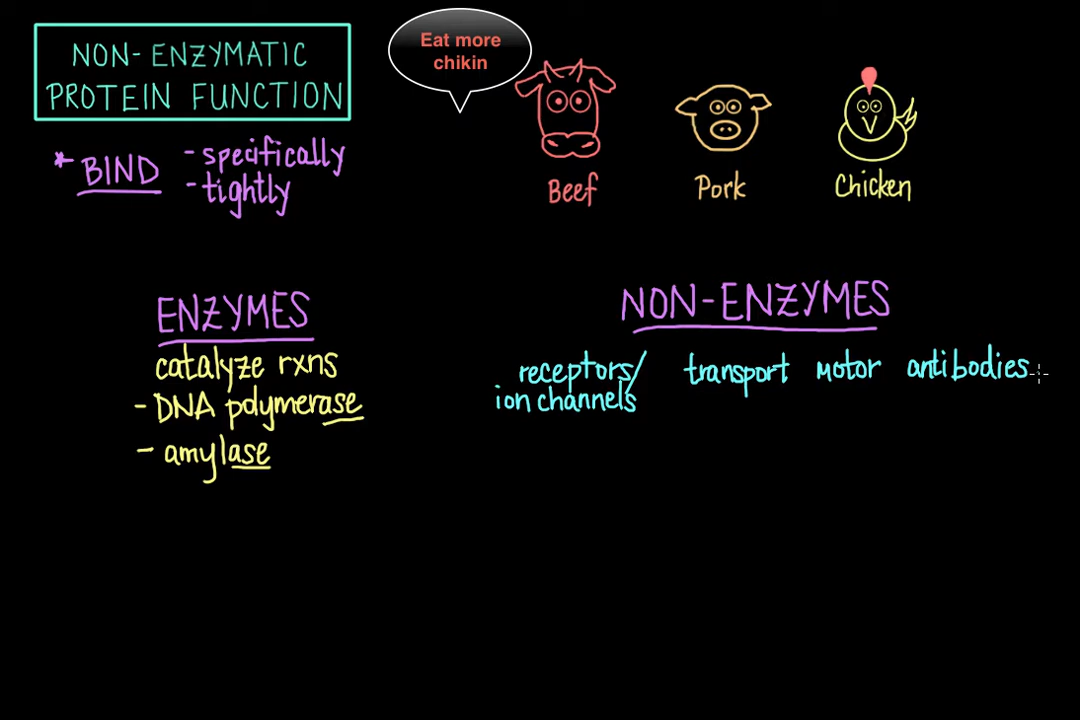 NON-ENZYMATIC
PROTEIN FUNCTION
* BIND
- specifically
- tightly
Eat more
chikin
Beef
Pork
Chicken
ENZYMES
catalyze rxns
- DNA polymerase
- amylase
NON-ENZYMES
receptors/
ion channels
transport
motor
antibodies